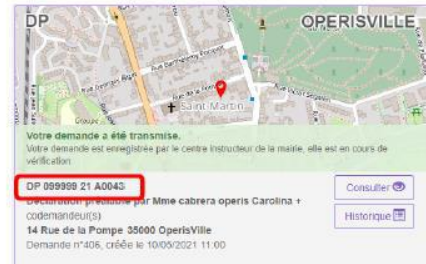 DP
OPERISVILLE
Saint-Martin
Votre demande a été transmise.
Votre demande est enregistrée par le centre instructeur de la mairie, elle est en cours de
vérification
DP 099999 21 A0043
Déclaration préalable par Mme cabrera operis Carolina +
codemandeur(s)
14 Rue de la Pompe 35000 OperisVille
Demande n°406, créée le 10/05/2021 11:00
Consulter
Historique